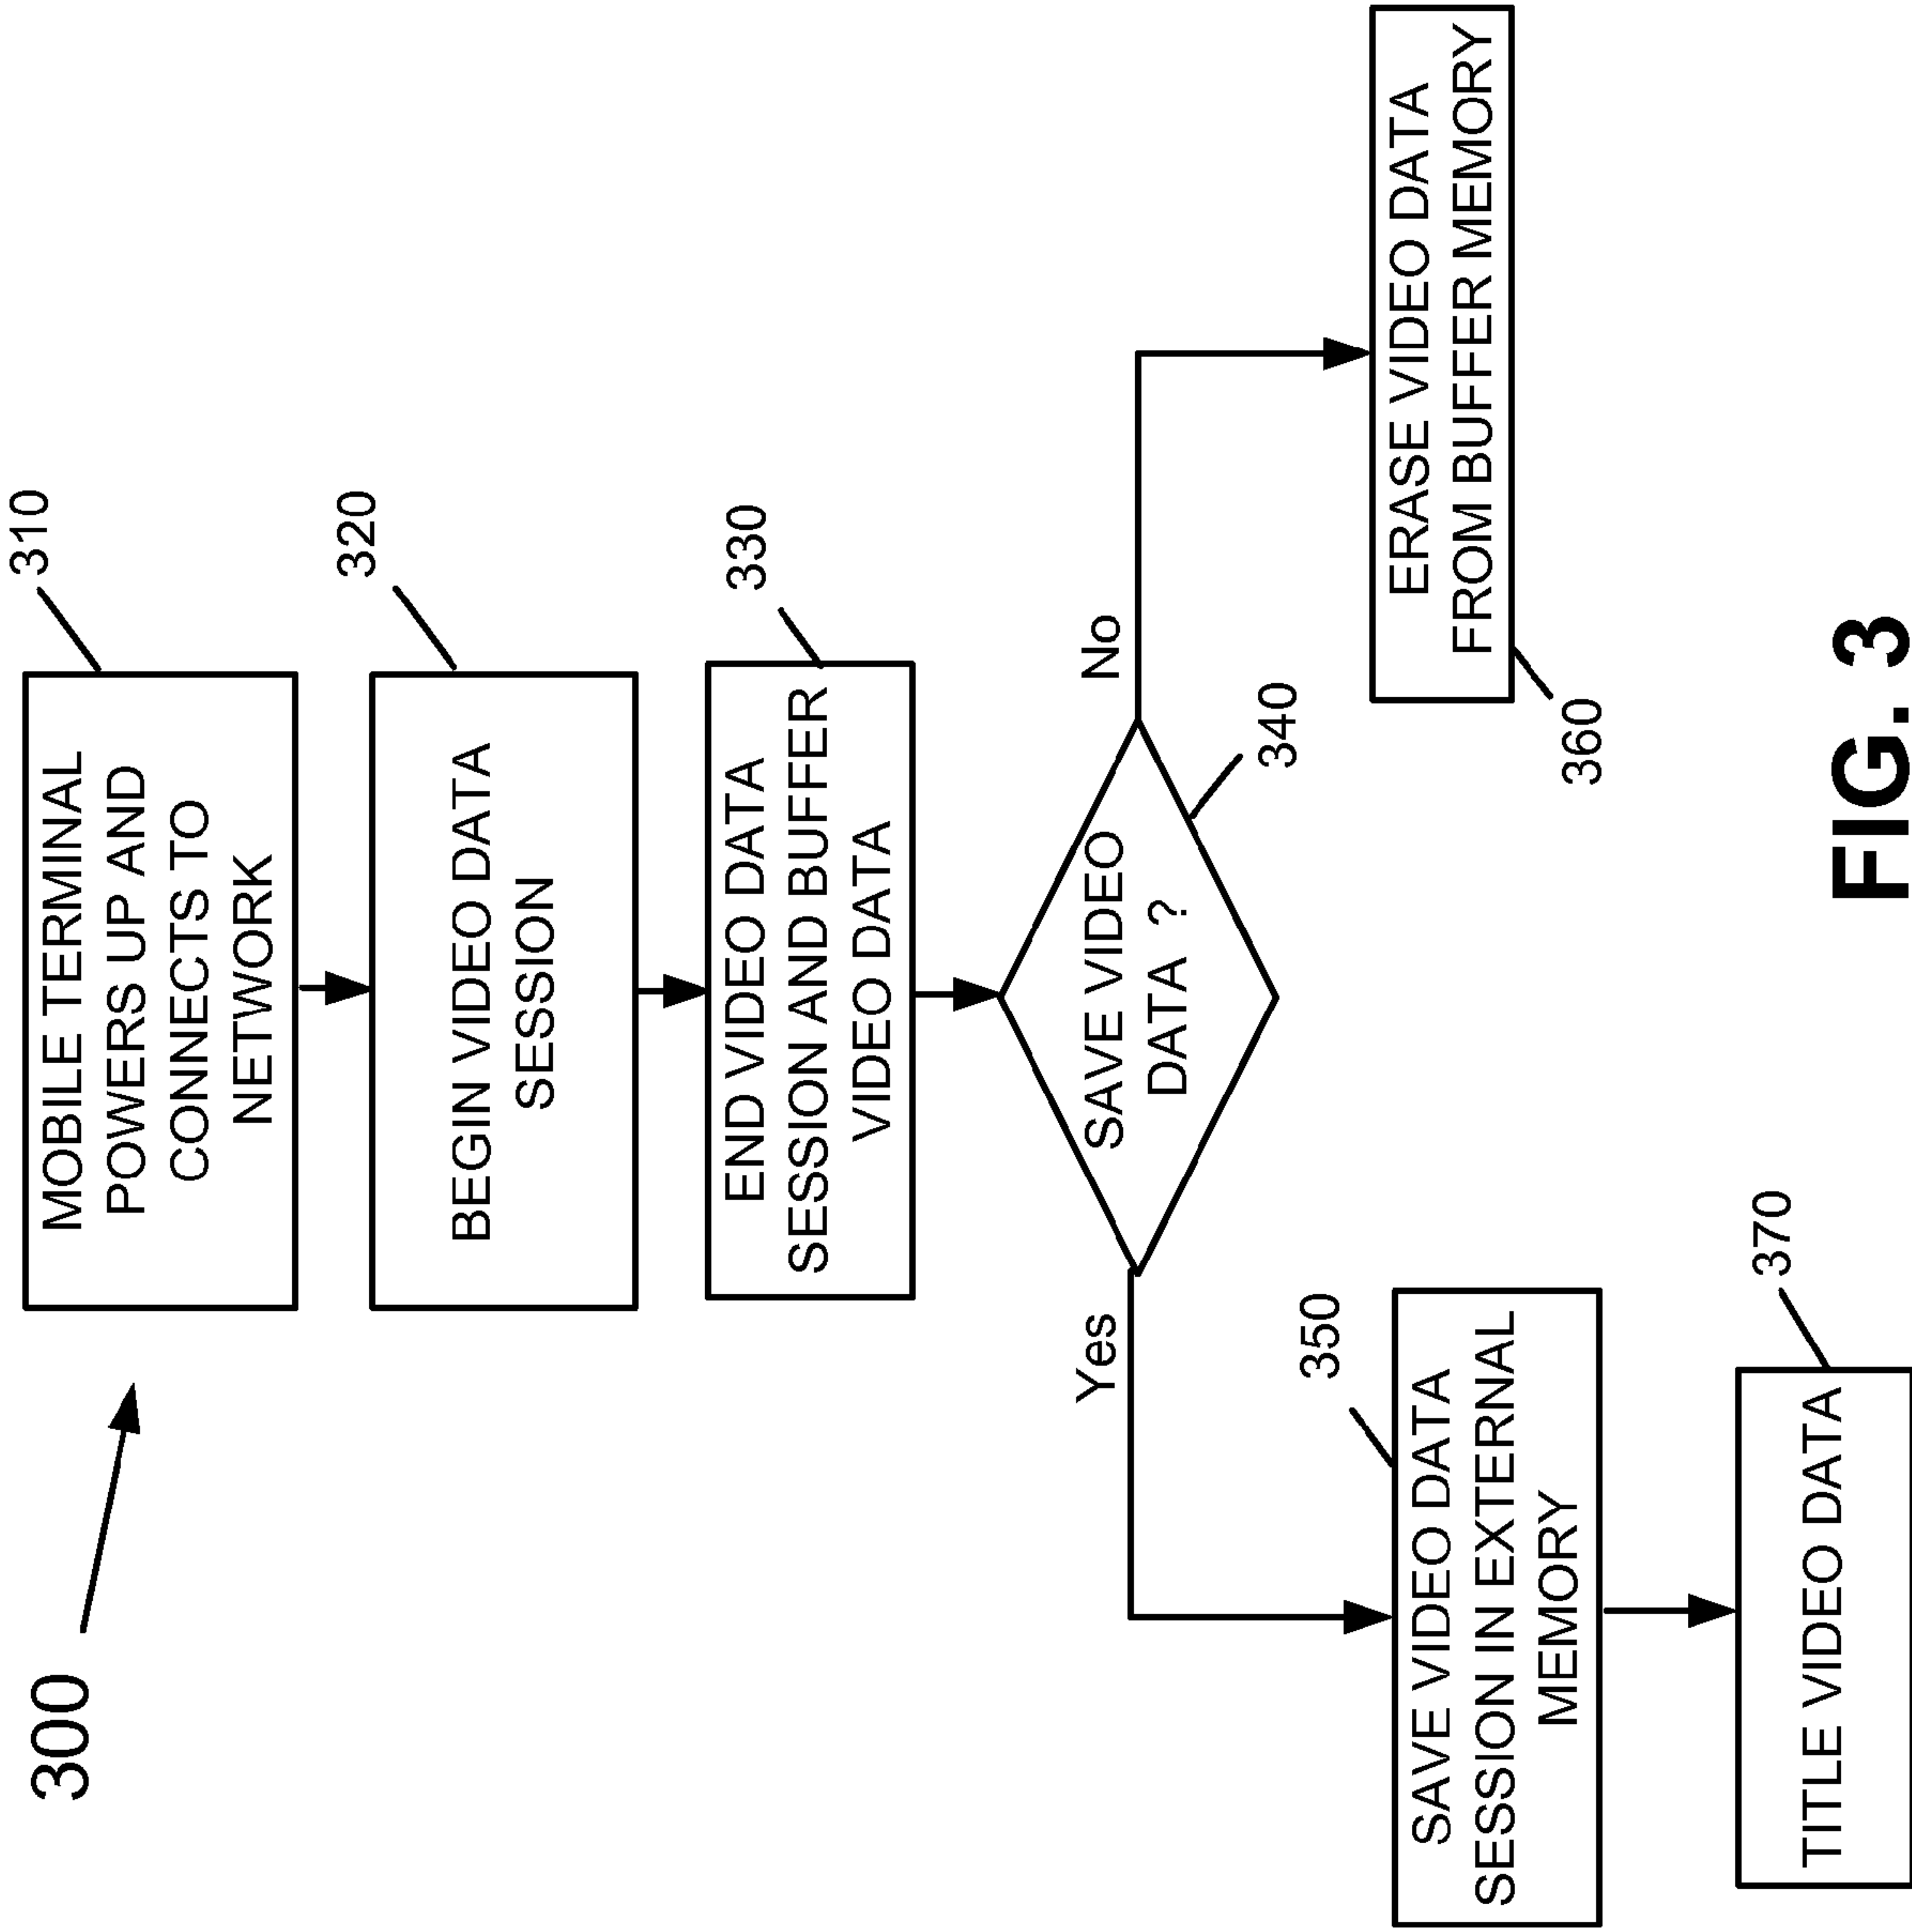 300
310
MOBILE TERMINAL
POWERS UP AND
CONNECTS TO
NETWORK
320
BEGIN VIDEO DATA
SESSION
330
END VIDEO DATA
SESSION AND BUFFER
VIDEO DATA
340
SAVE VIDEO
DATA ?
Yes
No
350
SAVE VIDEO DATA
SESSION IN EXTERNAL
MEMORY
360
ERASE VIDEO DATA
FROM BUFFER MEMORY
370
TITLE VIDEO DATA
FIG. 3